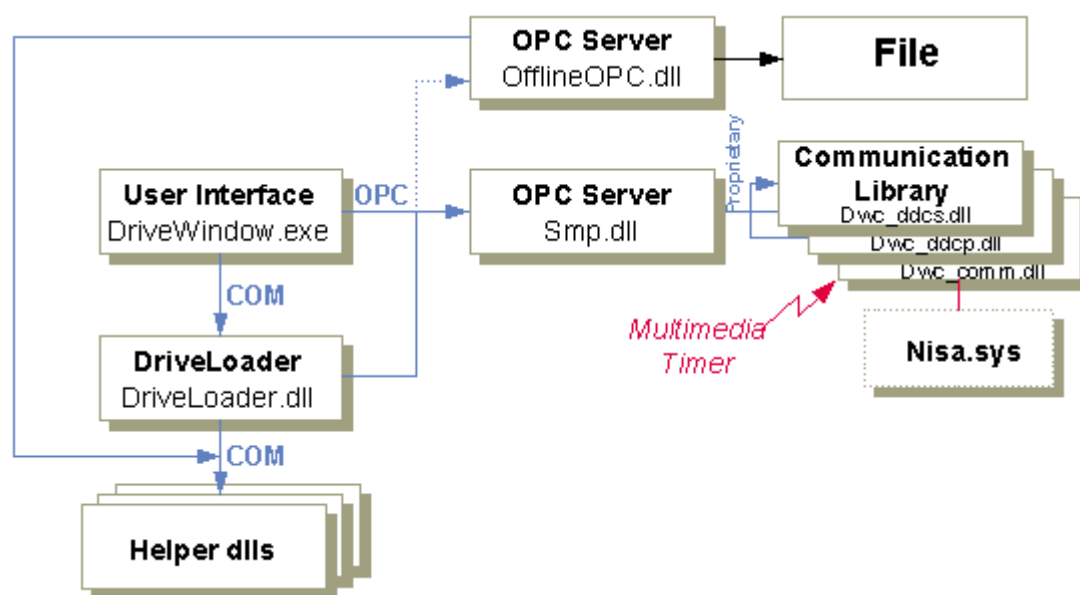 OPC Server
OfflineOPC.dll
File
Proprietary
Communication
Library
Dwc_ddcs.dll
Dwc_ddcp.dll
Dwc_comm.dll
User Interface
DriveWindow.exe
OPC
OPC Server
Smp.dll
COM
Multimedia
Timer
Nisa.sys
DriveLoader
DriveLoader.dll
COM
Helper dlls